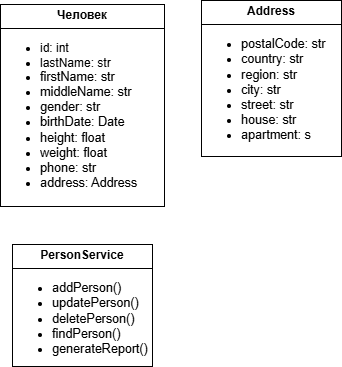 Человек
id: int
lastName: str
firstName: str
middleName: str
gender: str
birthDate: Date
height: float
weight: float
phone: str
address: Address
Address
postalCode: str
country: str
region: str
city: str
street: str
house: str
apartment: s
PersonService
addPerson()
updatePerson()
deletePerson()
findPerson()
generateReport()